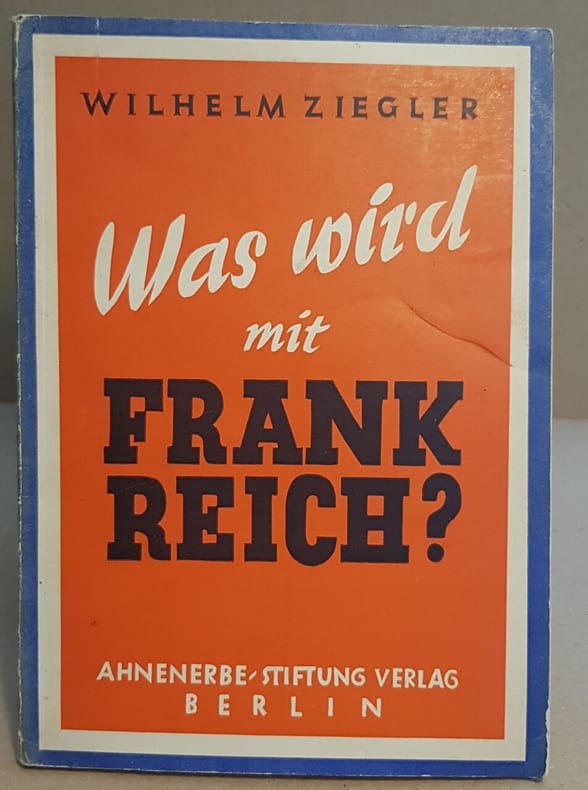 WILHELM ZIEGLER
Was wird
mit
FRANK
REICH?
AHNENERBE-STIFTUNG VERLAG
BERLIN